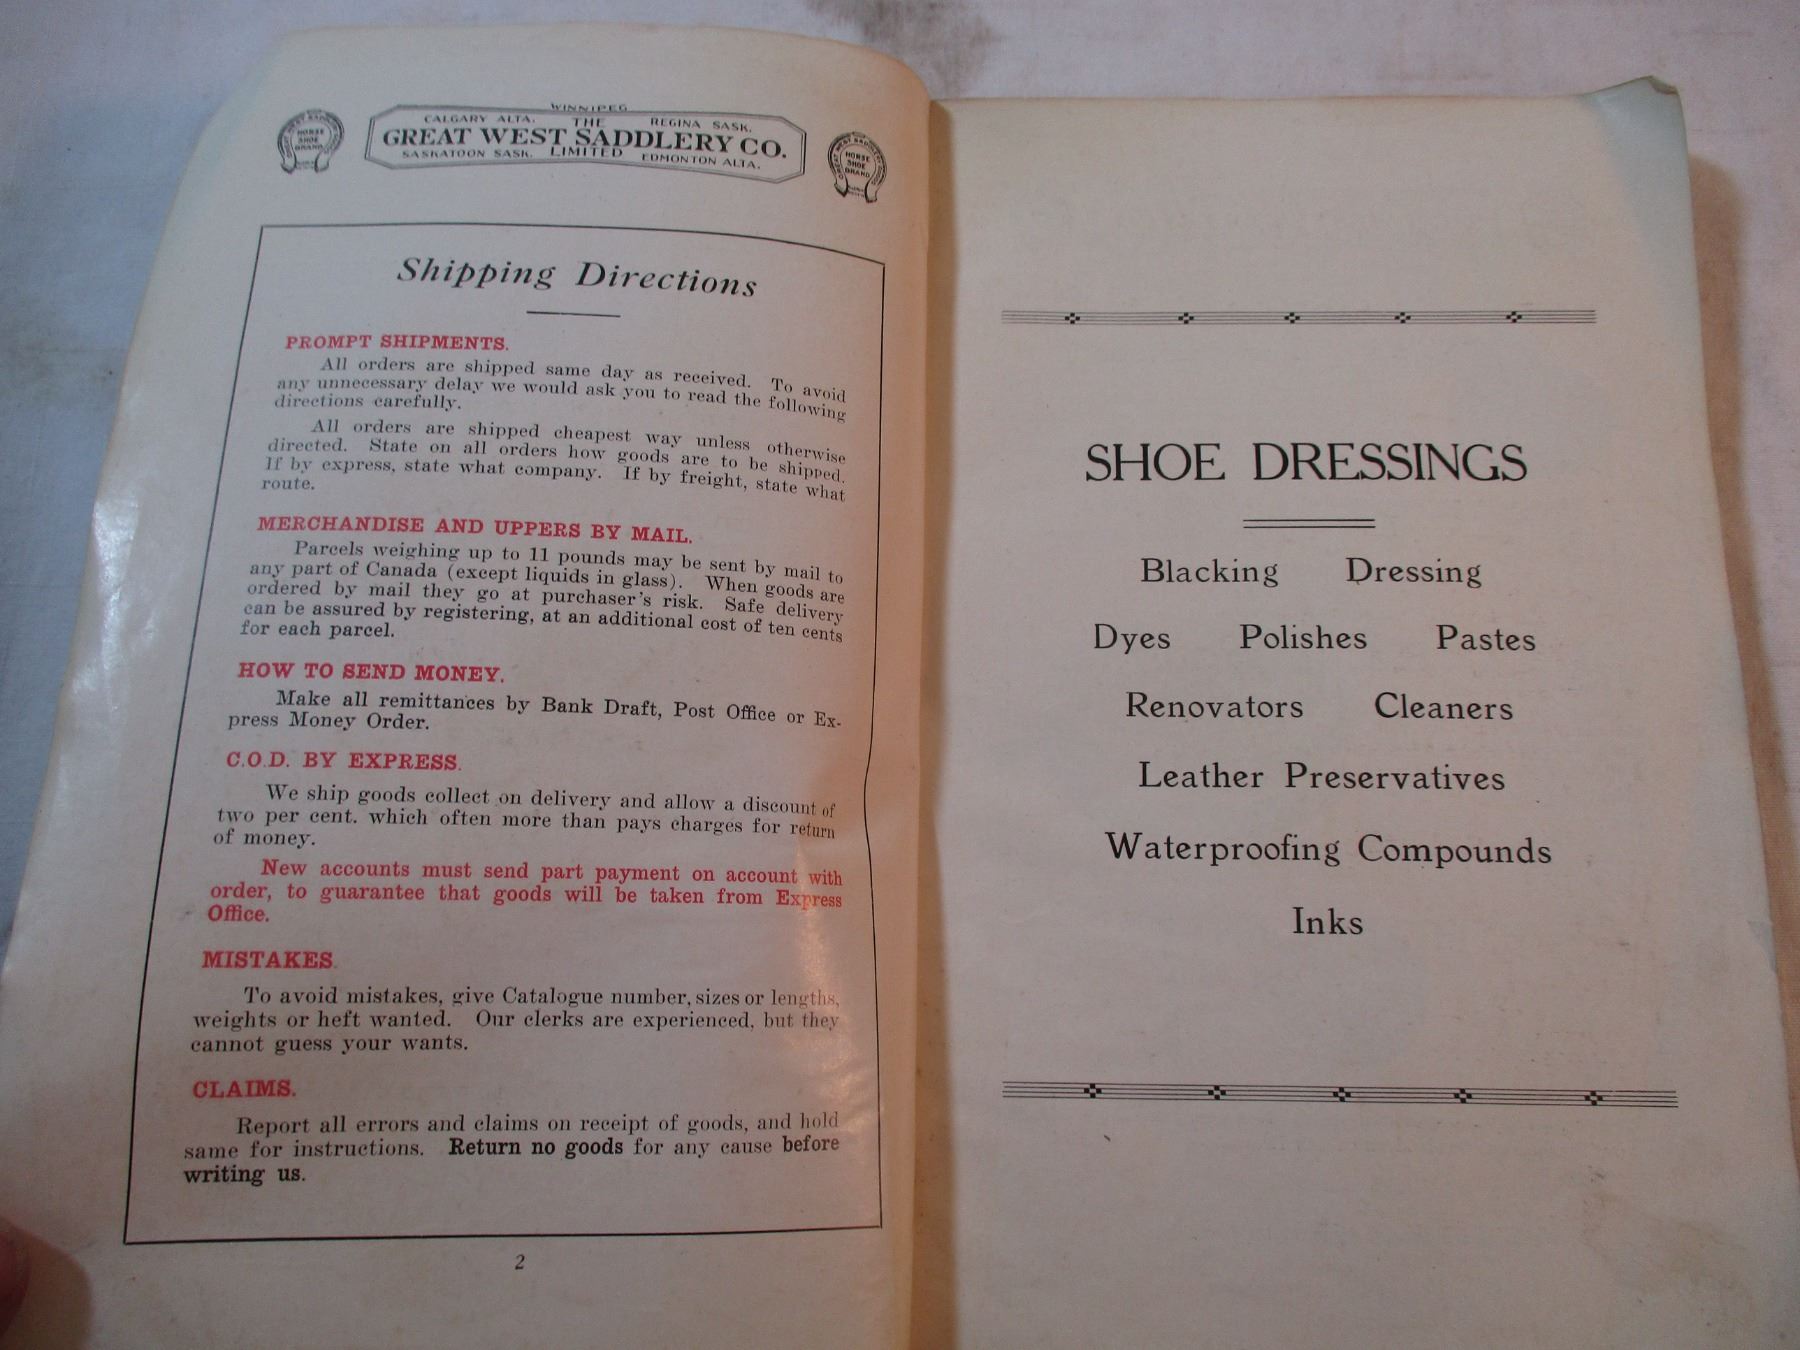 WINNIPEG
CALGARY ALTA. THE REGINA SASK.
GREAT WEST SADDLERY CO.
SASKATOON SASK. LIMITED EDMONTON ALTA.
HORSE
SHOE
BRAND
GREAT WEST SADDLERY GOODS
HORSE
SHOE
BRAND
Shipping Directions
PROMPT SHIPMENTS.
All orders are shipped same day as received. To avoid
any unnecessary delay we would ask you to read the following
directions carefully.
All orders are shipped cheapest way unless otherwise
directed. State on all orders how goods are to be shipped.
If by express, state what company. If by freight, state what
route.
MERCHANDISE AND UPPERS BY MAIL.
Parcels weighing up to 11 pounds may be sent by mail to
any part of Canada (except liquids in glass). When goods are
ordered by mail they go at purchaser's risk. Safe delivery
can be assured by registering, at an additional cost of ten cents
for each parcel.
HOW TO SEND MONEY.
Make all remittances by Bank Draft, Post Office or Ex-
press Money Order.
C.O.D. BY EXPRESS.
We ship goods collect on delivery and allow a discount of
two per cent. which often more than pays charges for return
of money.
New accounts must send part payment on account with
order, to guarantee that goods will be taken from Express
Office.
MISTAKES.
To avoid mistakes, give Catalogue number, sizes or lengths,
weights or heft wanted. Our clerks are experienced, but they
cannot guess your wants.
CLAIMS.
Report all errors and claims on receipt of goods, and hold
same for instructions. Return no goods for any cause before
writing us.
2
SHOE DRESSINGS
Blacking Dressing
Dyes Polishes Pastes
Renovators Cleaners
Leather Preservatives
Waterproofing Compounds
Inks